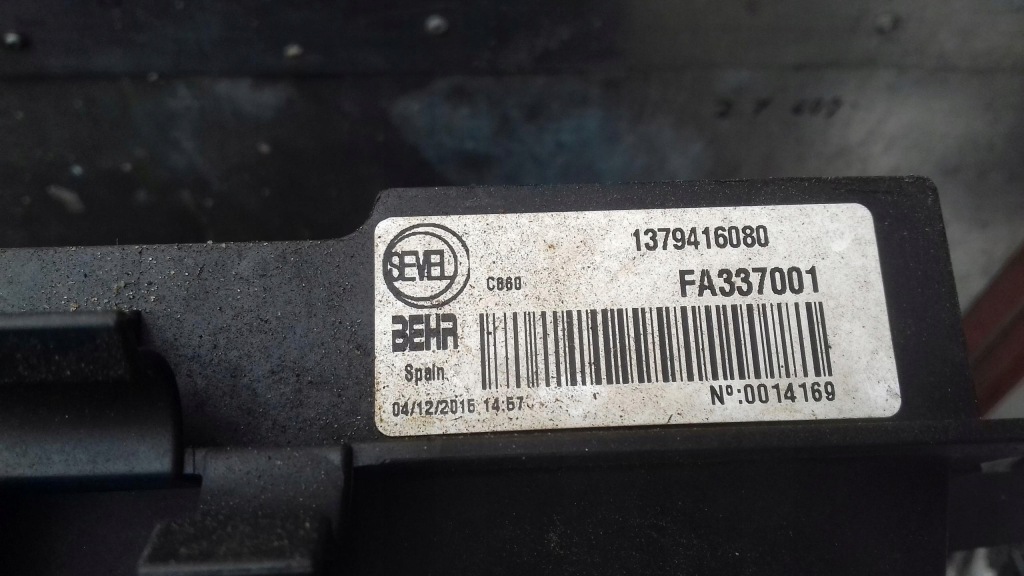 1379416080
SEVEL
C860
FA337001
BEHR
Spain
04/12/2015 14:57
Nº:0014169